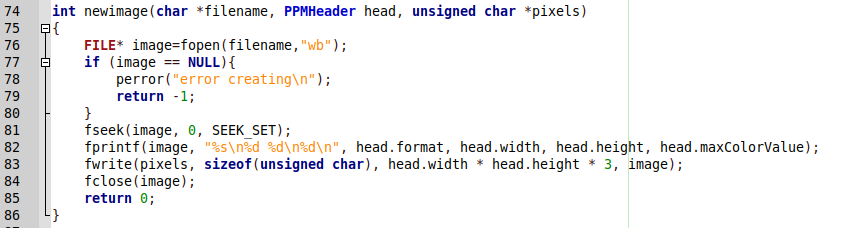 74 int newimage(char *filename, PPMHeader head, unsigned char *pixels)
75 {
76     FILE* image=fopen(filename,"wb");
77     if (image == NULL){
78         perror("error creating\n");
79         return -1;
80     }
81     fseek(image, 0, SEEK_SET);
82     fprintf(image, "%s\n%d %d\n%d\n", head.format, head.width, head.height, head.maxColorValue);
83     fwrite(pixels, sizeof(unsigned char), head.width * head.height * 3, image);
84     fclose(image);
85     return 0;
86 }